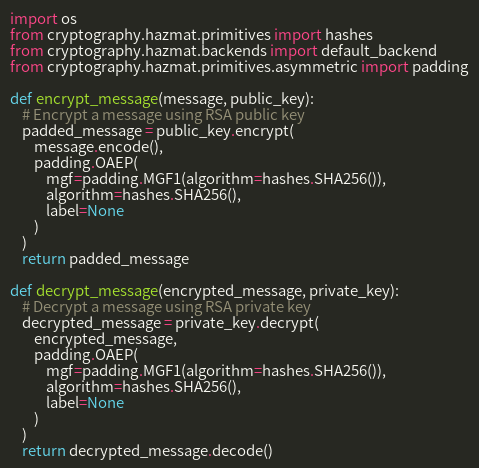 import os
from cryptography.hazmat.primitives import hashes
from cryptography.hazmat.backends import default_backend
from cryptography.hazmat.primitives.asymmetric import padding

def encrypt_message(message, public_key):
    # Encrypt a message using RSA public key
    padded_message = public_key.encrypt(
        message.encode(),
        padding.OAEP(
            mgf=padding.MGF1(algorithm=hashes.SHA256()),
            algorithm=hashes.SHA256(),
            label=None
        )
    )
    return padded_message

def decrypt_message(encrypted_message, private_key):
    # Decrypt a message using RSA private key
    decrypted_message = private_key.decrypt(
        encrypted_message,
        padding.OAEP(
            mgf=padding.MGF1(algorithm=hashes.SHA256()),
            algorithm=hashes.SHA256(),
            label=None
        )
    )
    return decrypted_message.decode()